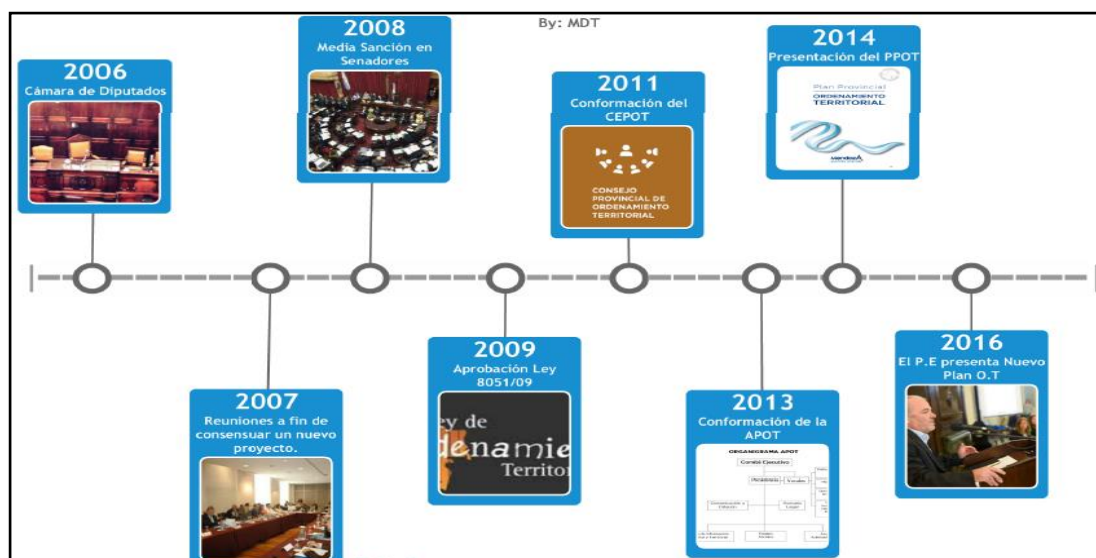 By: MDT
2006
Cámara de Diputados
2007
Reuniones a fin de
consensuar un nuevo
proyecto.
2008
Media Sanción en
Senadores
2009
Aprobación Ley
8051/09
ey de
denamie
Territo
2011
Conformación del
CEPOT
CONSEJO
PROVINCIAL DE
ORDENAMIENTO
TERRITORIAL
2013
Conformación de la
APOT
ORGANIGRAMA APOT
Comité Ejecutivo
2014
Presentación del PPOT
Plan Provincial
ORDENAMIENTO
TERRITORIAL
2016
El P.E presenta Nuevo
Plan O.T